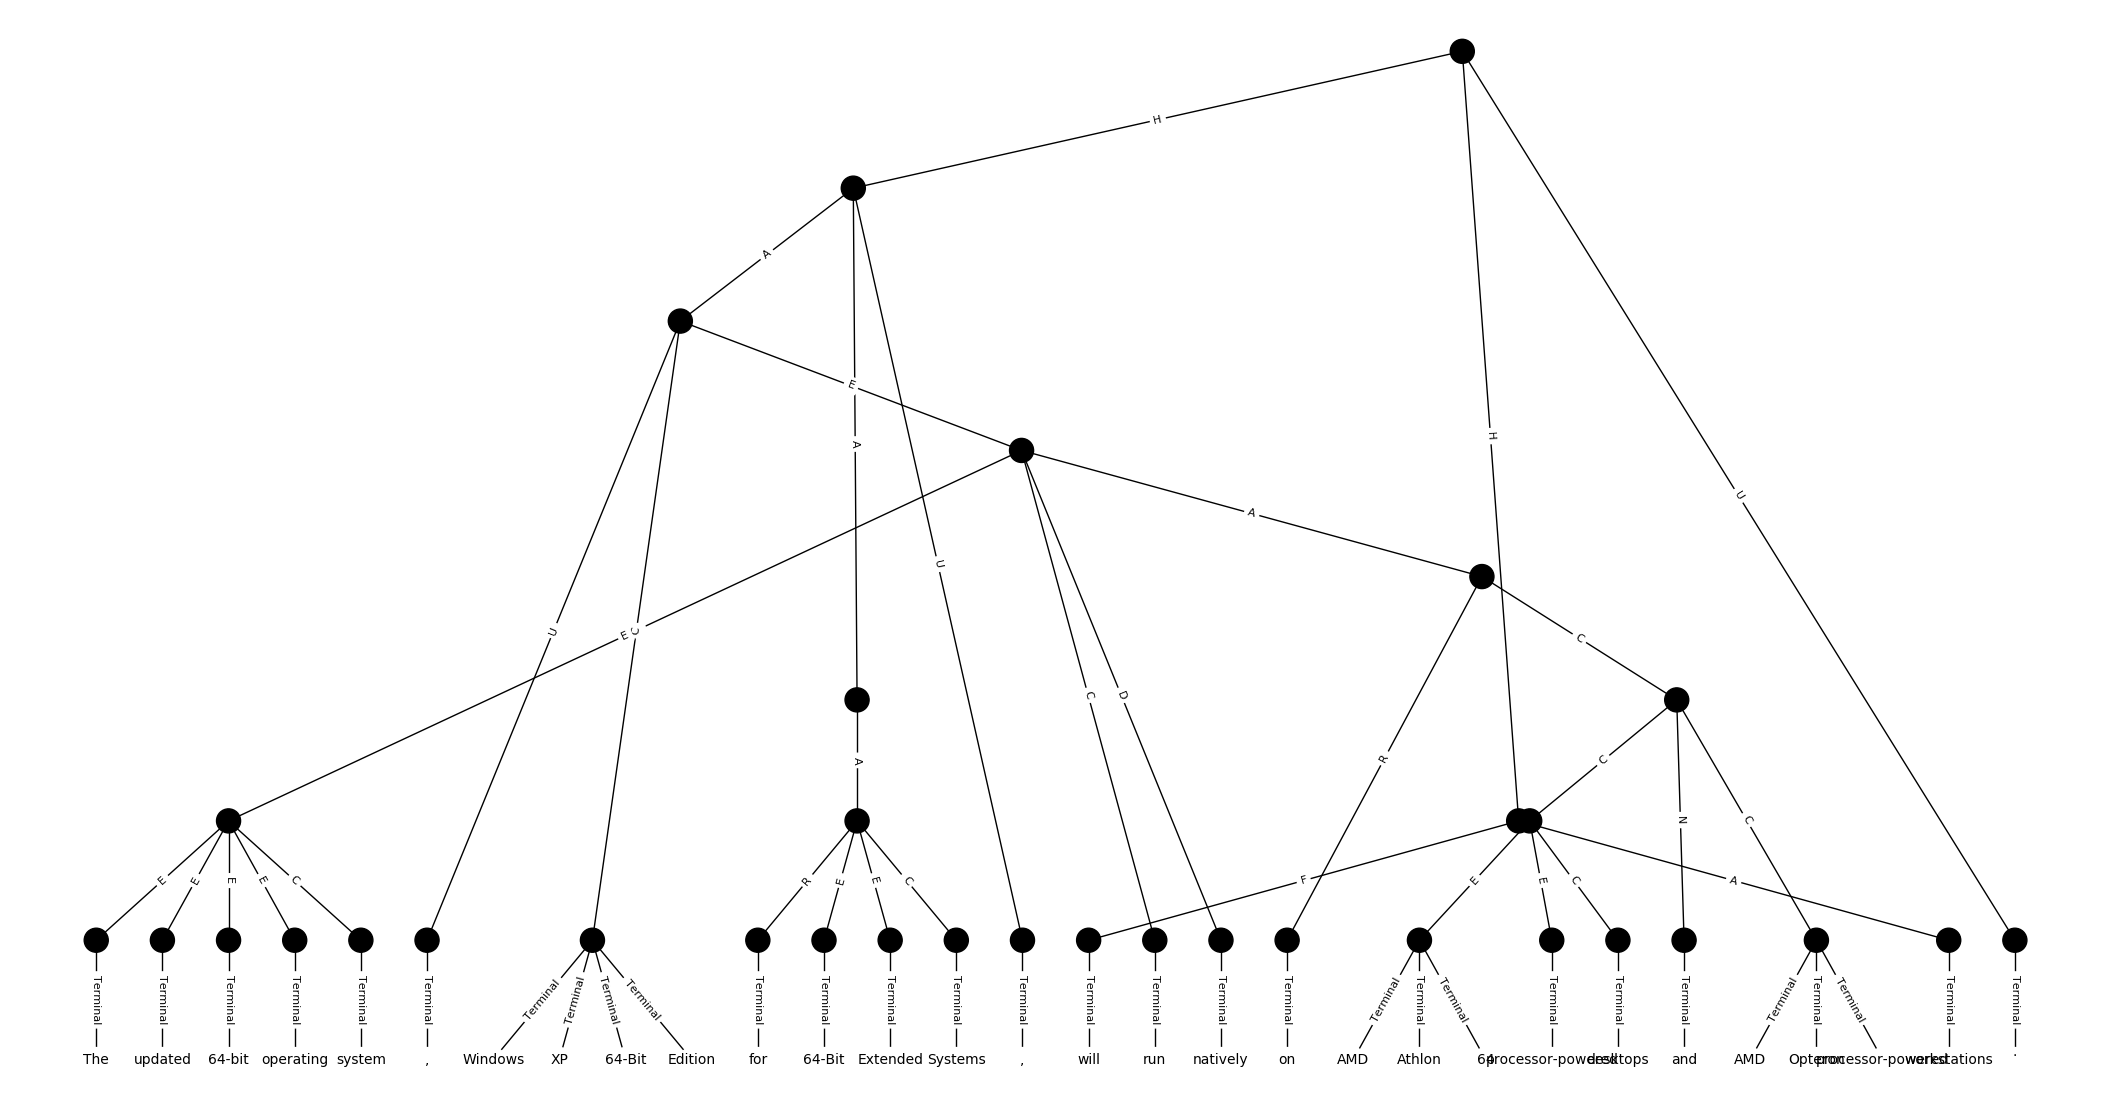 H
A
E
A
H
U
A
U
U
E
C
C
D
C
A
R
C
N
C
E
E
E
E
C
R
E
E
C
F
E
E
C
A
Terminal Terminal Terminal Terminal Terminal Terminal Terminal Terminal Terminal Terminal Terminal Terminal Terminal Terminal Terminal Terminal Terminal Terminal Terminal Terminal Terminal Terminal Terminal Terminal Terminal Terminal Terminal Terminal Terminal Terminal
The updated 64-bit operating system , Windows XP 64-Bit Edition for 64-Bit Extended Systems , will run natively on AMD Athlon 64 processor-powered desktops and AMD Opteron processor-powered workstations .